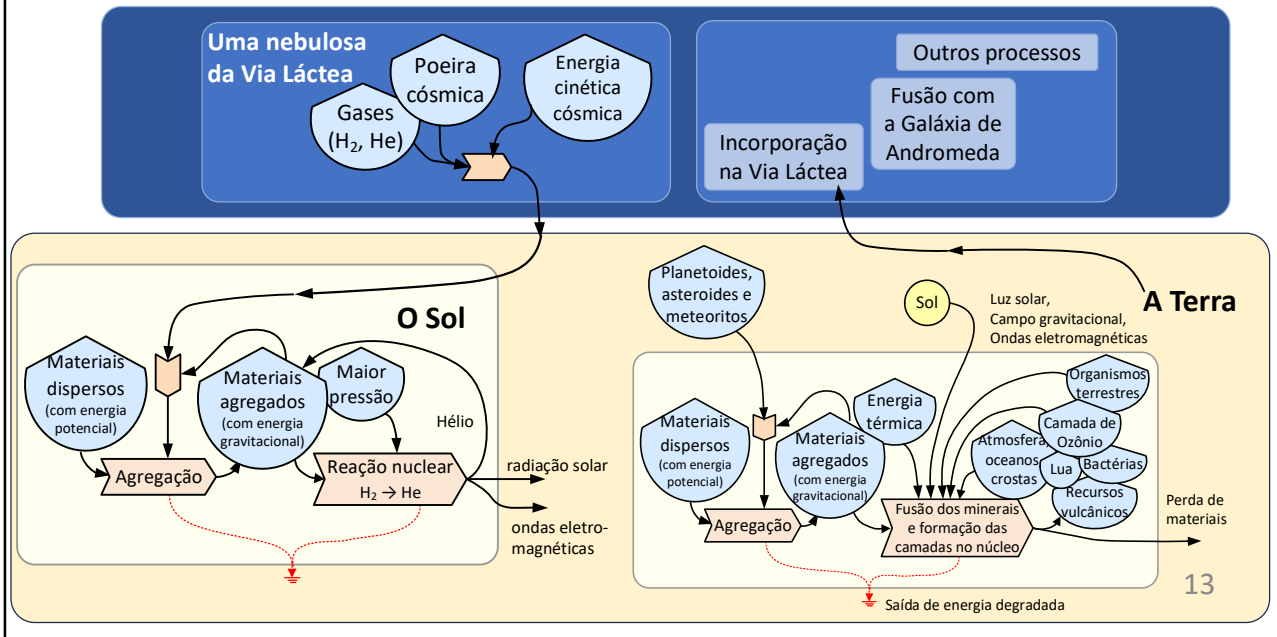 Uma nebulosa
da Via Láctea
Poeira
cósmica
Energia
cinética
cósmica
Gases
(H₂, He)
Outros processos
Fusão com
a Galáxia de
Andromeda
Incorporação
na Via Láctea
O Sol
Materiais
dispersos
(com energia
potencial)
Materiais
agregados
(com energia
gravitacional)
Maior
pressão
Hélio
Agregação
Reação nuclear
H₂ → He
radiação solar
ondas eletro-
magnéticas
Planetoides,
asteroides e
meteoritos
Sol
Luz solar,
Campo gravitacional,
Ondas eletromagnéticas
A Terra
Materiais
dispersos
(com energia
potencial)
Materiais
agregados
(com energia
gravitacional)
Energia
térmica
Organismos
terrestres
Camada de
Ozônio
Atmosfera,
oceanos
crostas
Lua
Bactérias
Recursos
vulcânicos
Agregação
Fusão dos minerais
e formação das
camadas no núcleo
Perda de
materiais
Saída de energia degradada
13